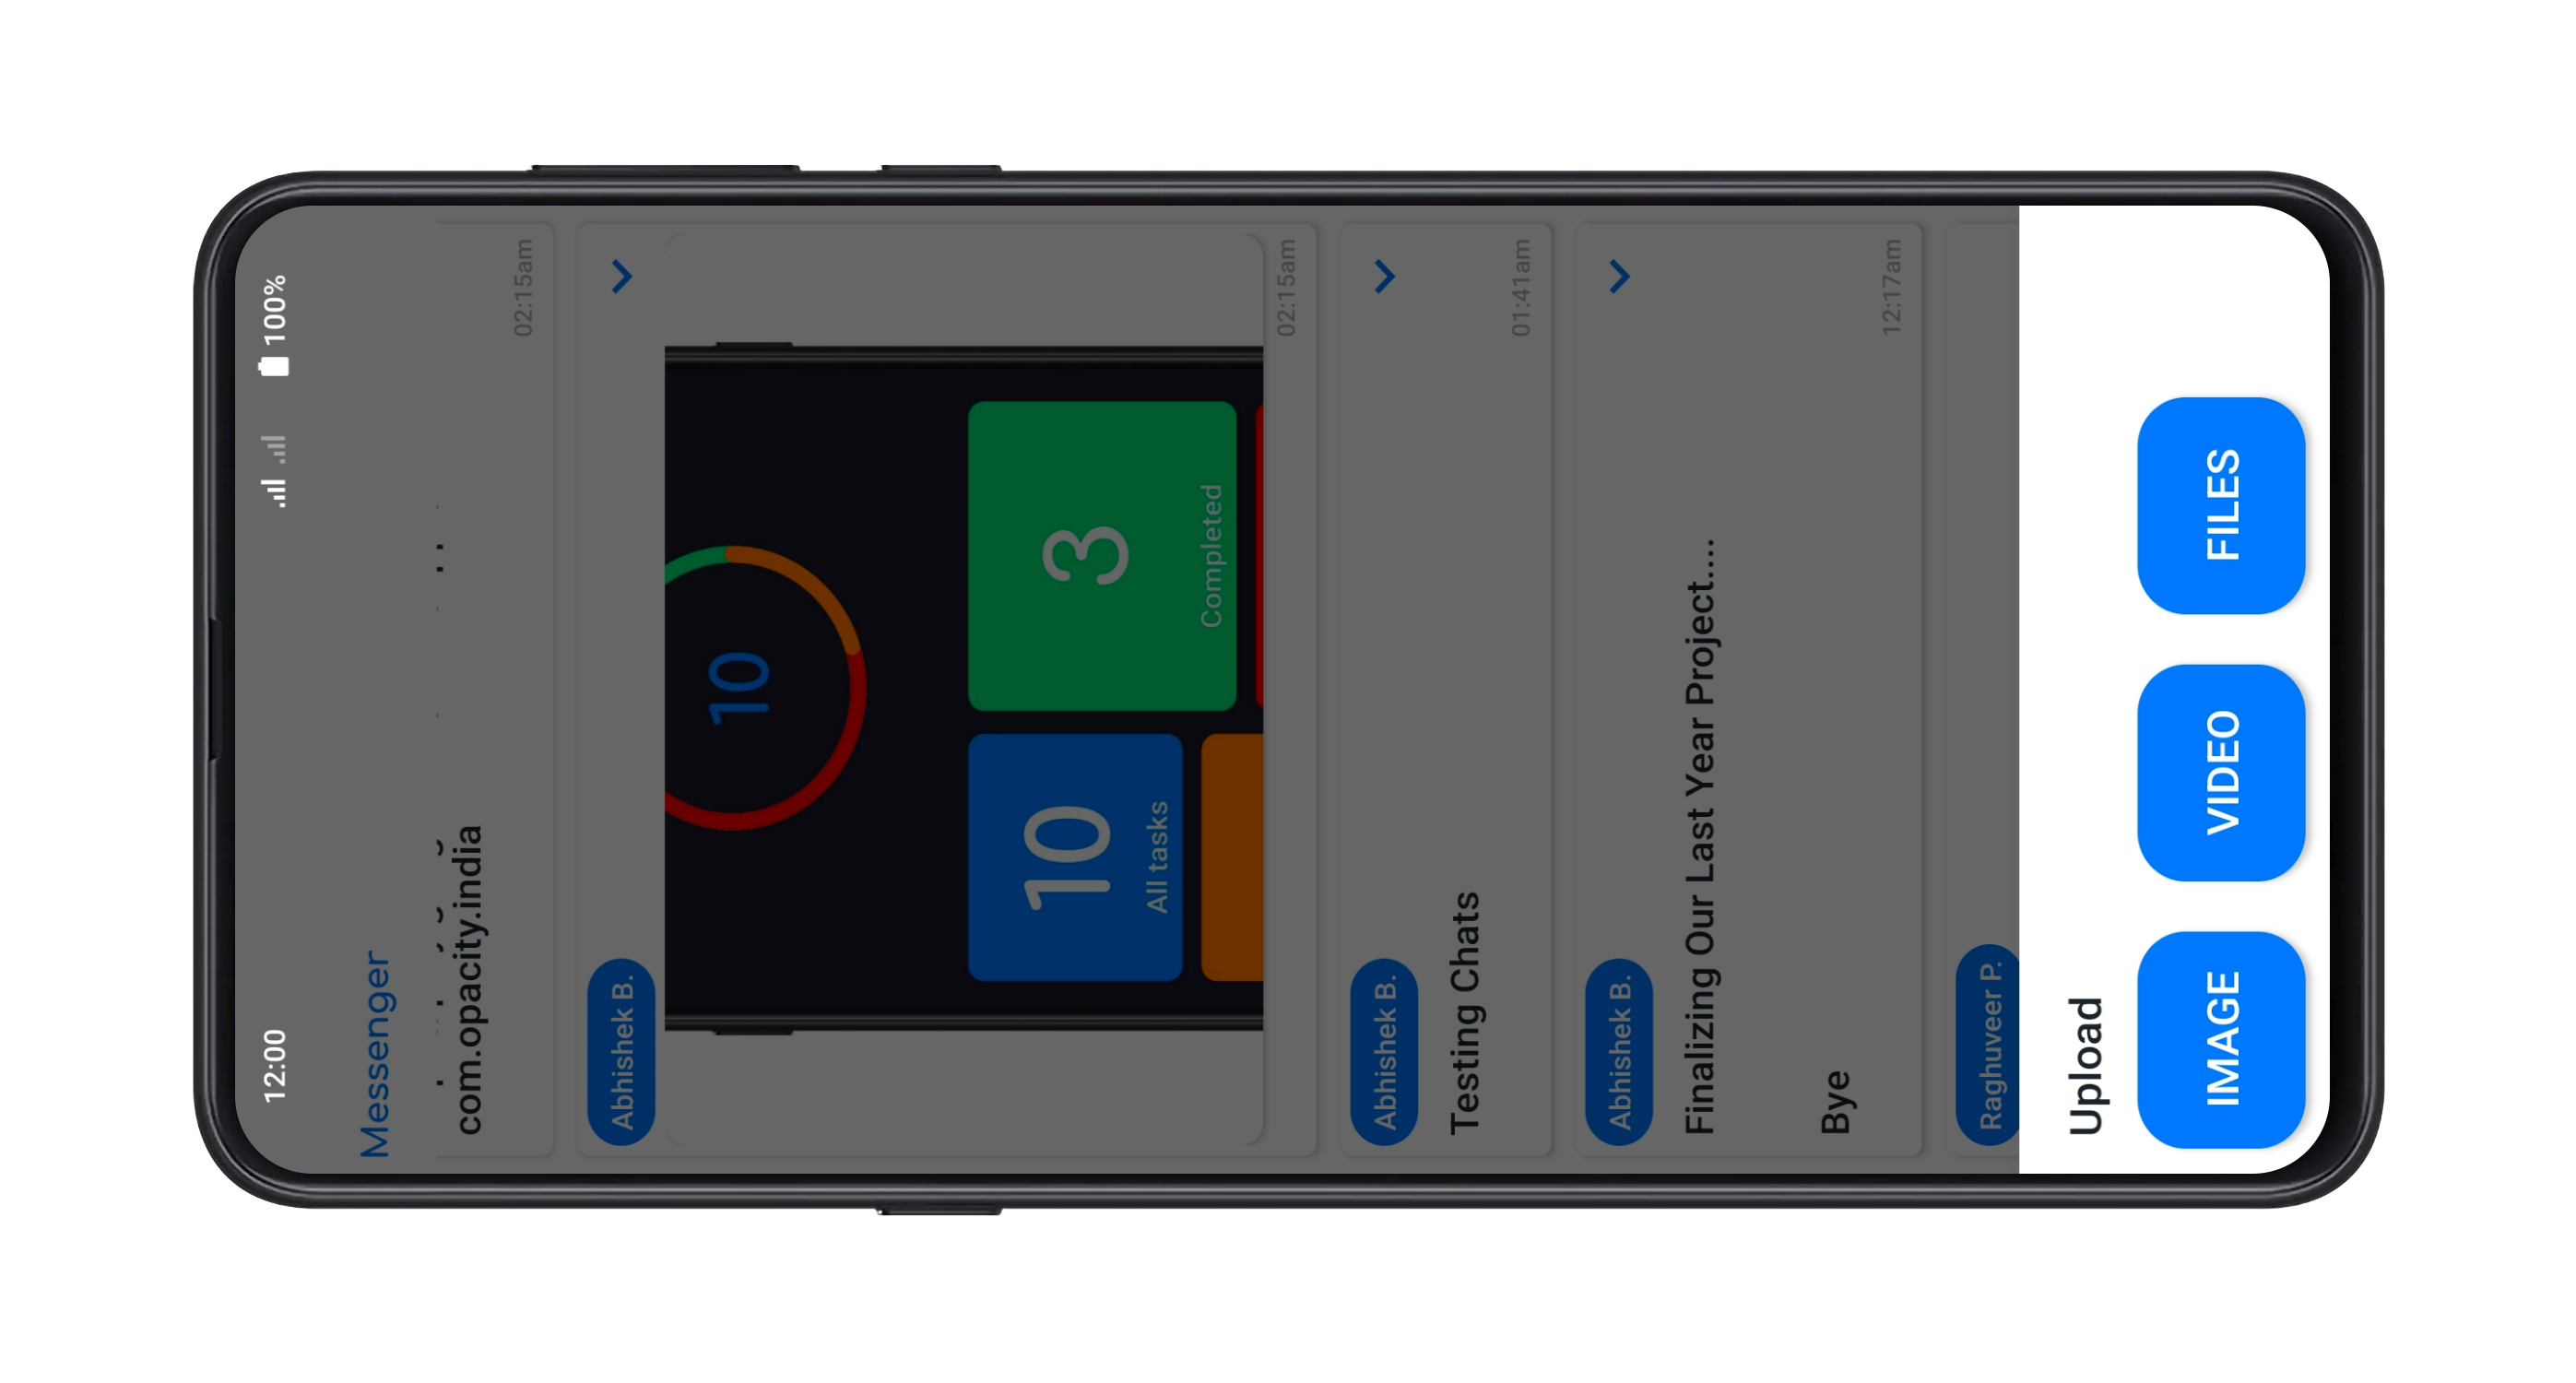 12:00
100%
Messenger
com.opacity.india
02:15am
Abhishek B.
10
10
All tasks
3
Completed
02:15am
Abhishek B.
Testing Chats
01:41am
Abhishek B.
Finalizing Our Last Year Project....
Bye
12:17am
Raghuveer P.
Upload
IMAGE
VIDEO
FILES